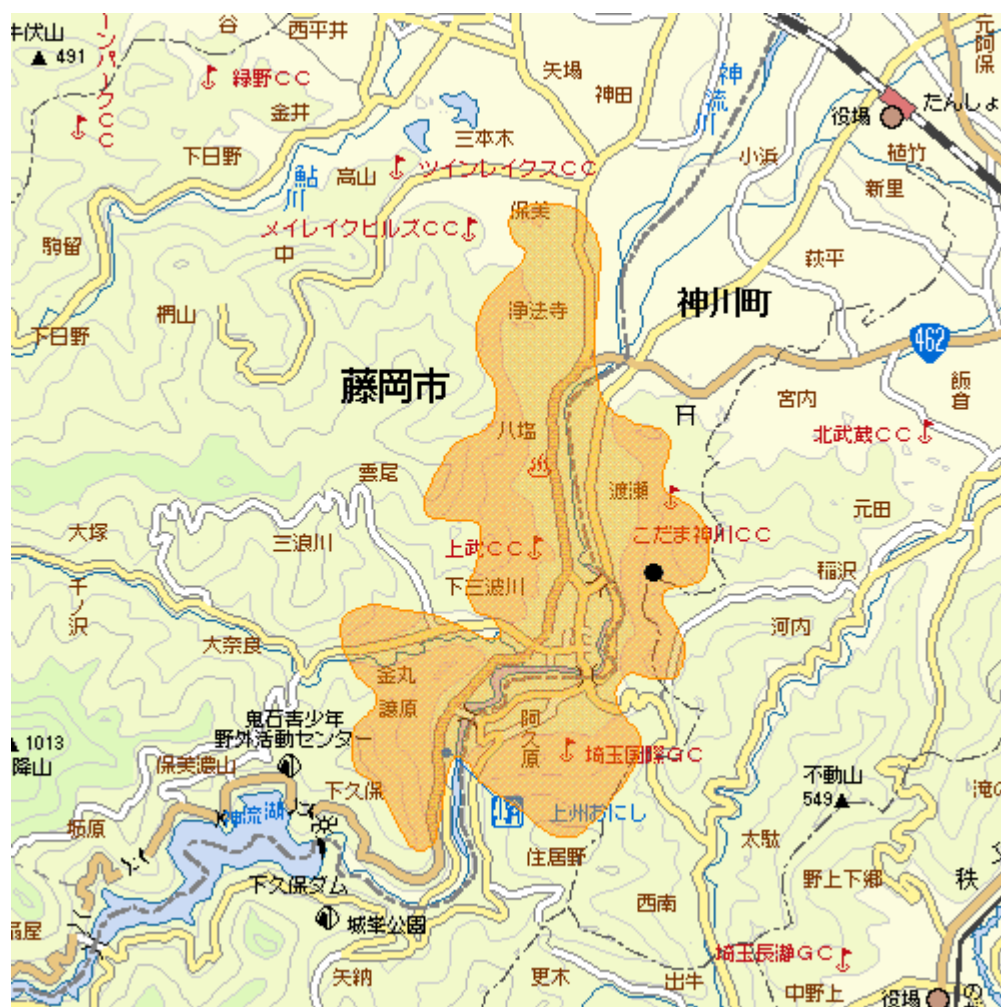 牛伏山
▲ 491
谷
西平井
ーンパークCC
緑野CC
金井
矢場
神田
神流川
元阿保
たんしょ
役場
植竹
三本木
下日野
鮎川
高山
ツインレイクスCC
小浜
新里
保美
メイレイクヒルズCC
中
駒留
萩平
神川町
浄法寺
桐山
下日野
462
藤岡市
飯倉
宮内
北武蔵CC
八塩
雲尾
渡瀬
元田
大塚
三波川
上武CC
こだま神川CC
下三波川
稲沢
千ノ沢
河内
大奈良
金丸
譲原
鬼石青少年
野外活動センター
阿久原
埼玉国際GC
▲ 1013
降山
保美濃山
下久保
不動山
549▲
滝の
神流湖
上州おにし
坂原
太駄
住居野
下久保ダム
野上下郷
秩
城峯公園
西南
扇屋
埼玉長瀞GC
矢納
更木
出牛
中野上
役場